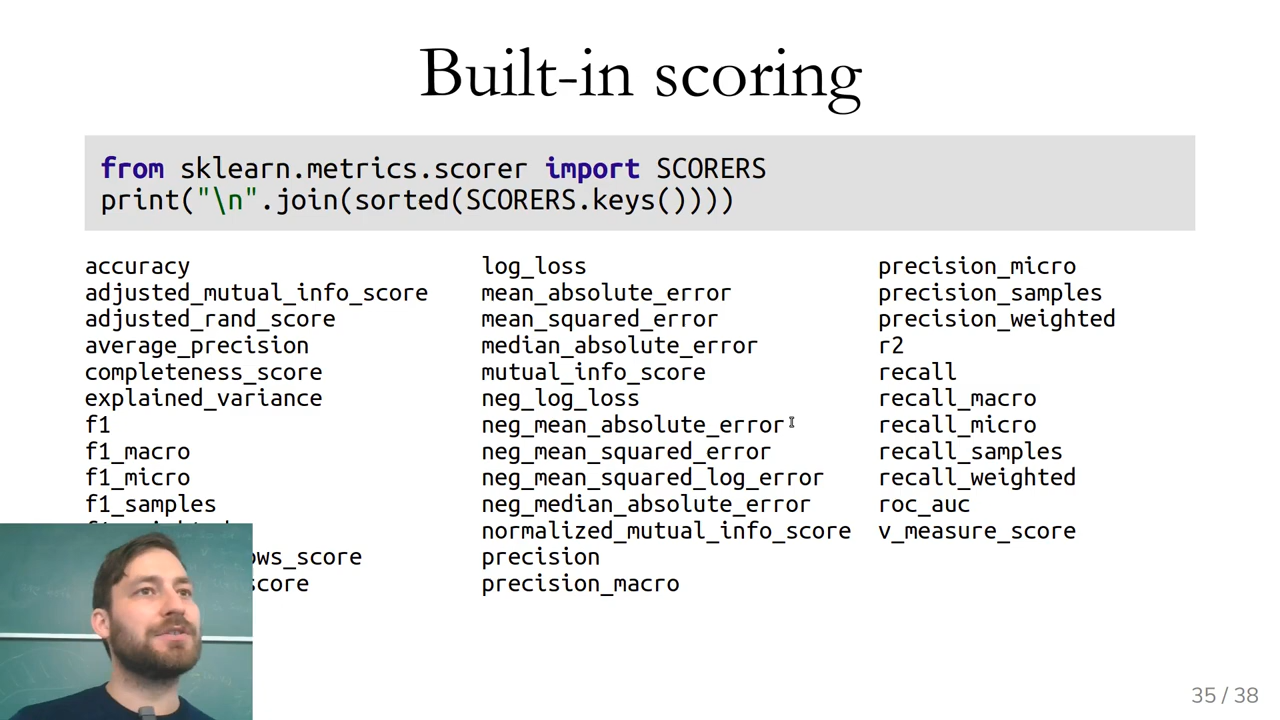 Built-in scoring
from sklearn.metrics.scorer import SCORERS
print("\n".join(sorted(SCORERS.keys())))
accuracy
adjusted_mutual_info_score
adjusted_rand_score
average_precision
completeness_score
explained_variance
f1
f1_macro
f1_micro
f1_samples
ows_score
score
log_loss
mean_absolute_error
mean_squared_error
median_absolute_error
mutual_info_score
neg_log_loss
neg_mean_absolute_error
neg_mean_squared_error
neg_mean_squared_log_error
neg_median_absolute_error
normalized_mutual_info_score
precision
precision_macro
precision_micro
precision_samples
precision_weighted
r2
recall
recall_macro
recall_micro
recall_samples
recall_weighted
roc_auc
v_measure_score
35 / 38